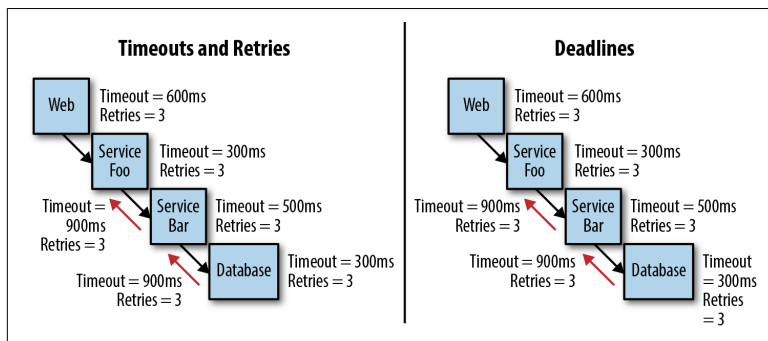 Timeouts and Retries
Web
Timeout = 600ms
Retries = 3
Service
Foo
Timeout = 300ms
Retries = 3
Timeout =
900ms
Retries = 3
Service
Bar
Timeout = 500ms
Retries = 3
Timeout = 900ms
Retries = 3
Database
Timeout = 300ms
Retries = 3
Deadlines
Web
Timeout = 600ms
Retries = 3
Service
Foo
Timeout = 300ms
Retries = 3
Timeout = 900ms
Retries = 3
Service
Bar
Timeout = 500ms
Retries = 3
Timeout = 900ms
Retries = 3
Database
Timeout
= 300ms
Retries
= 3